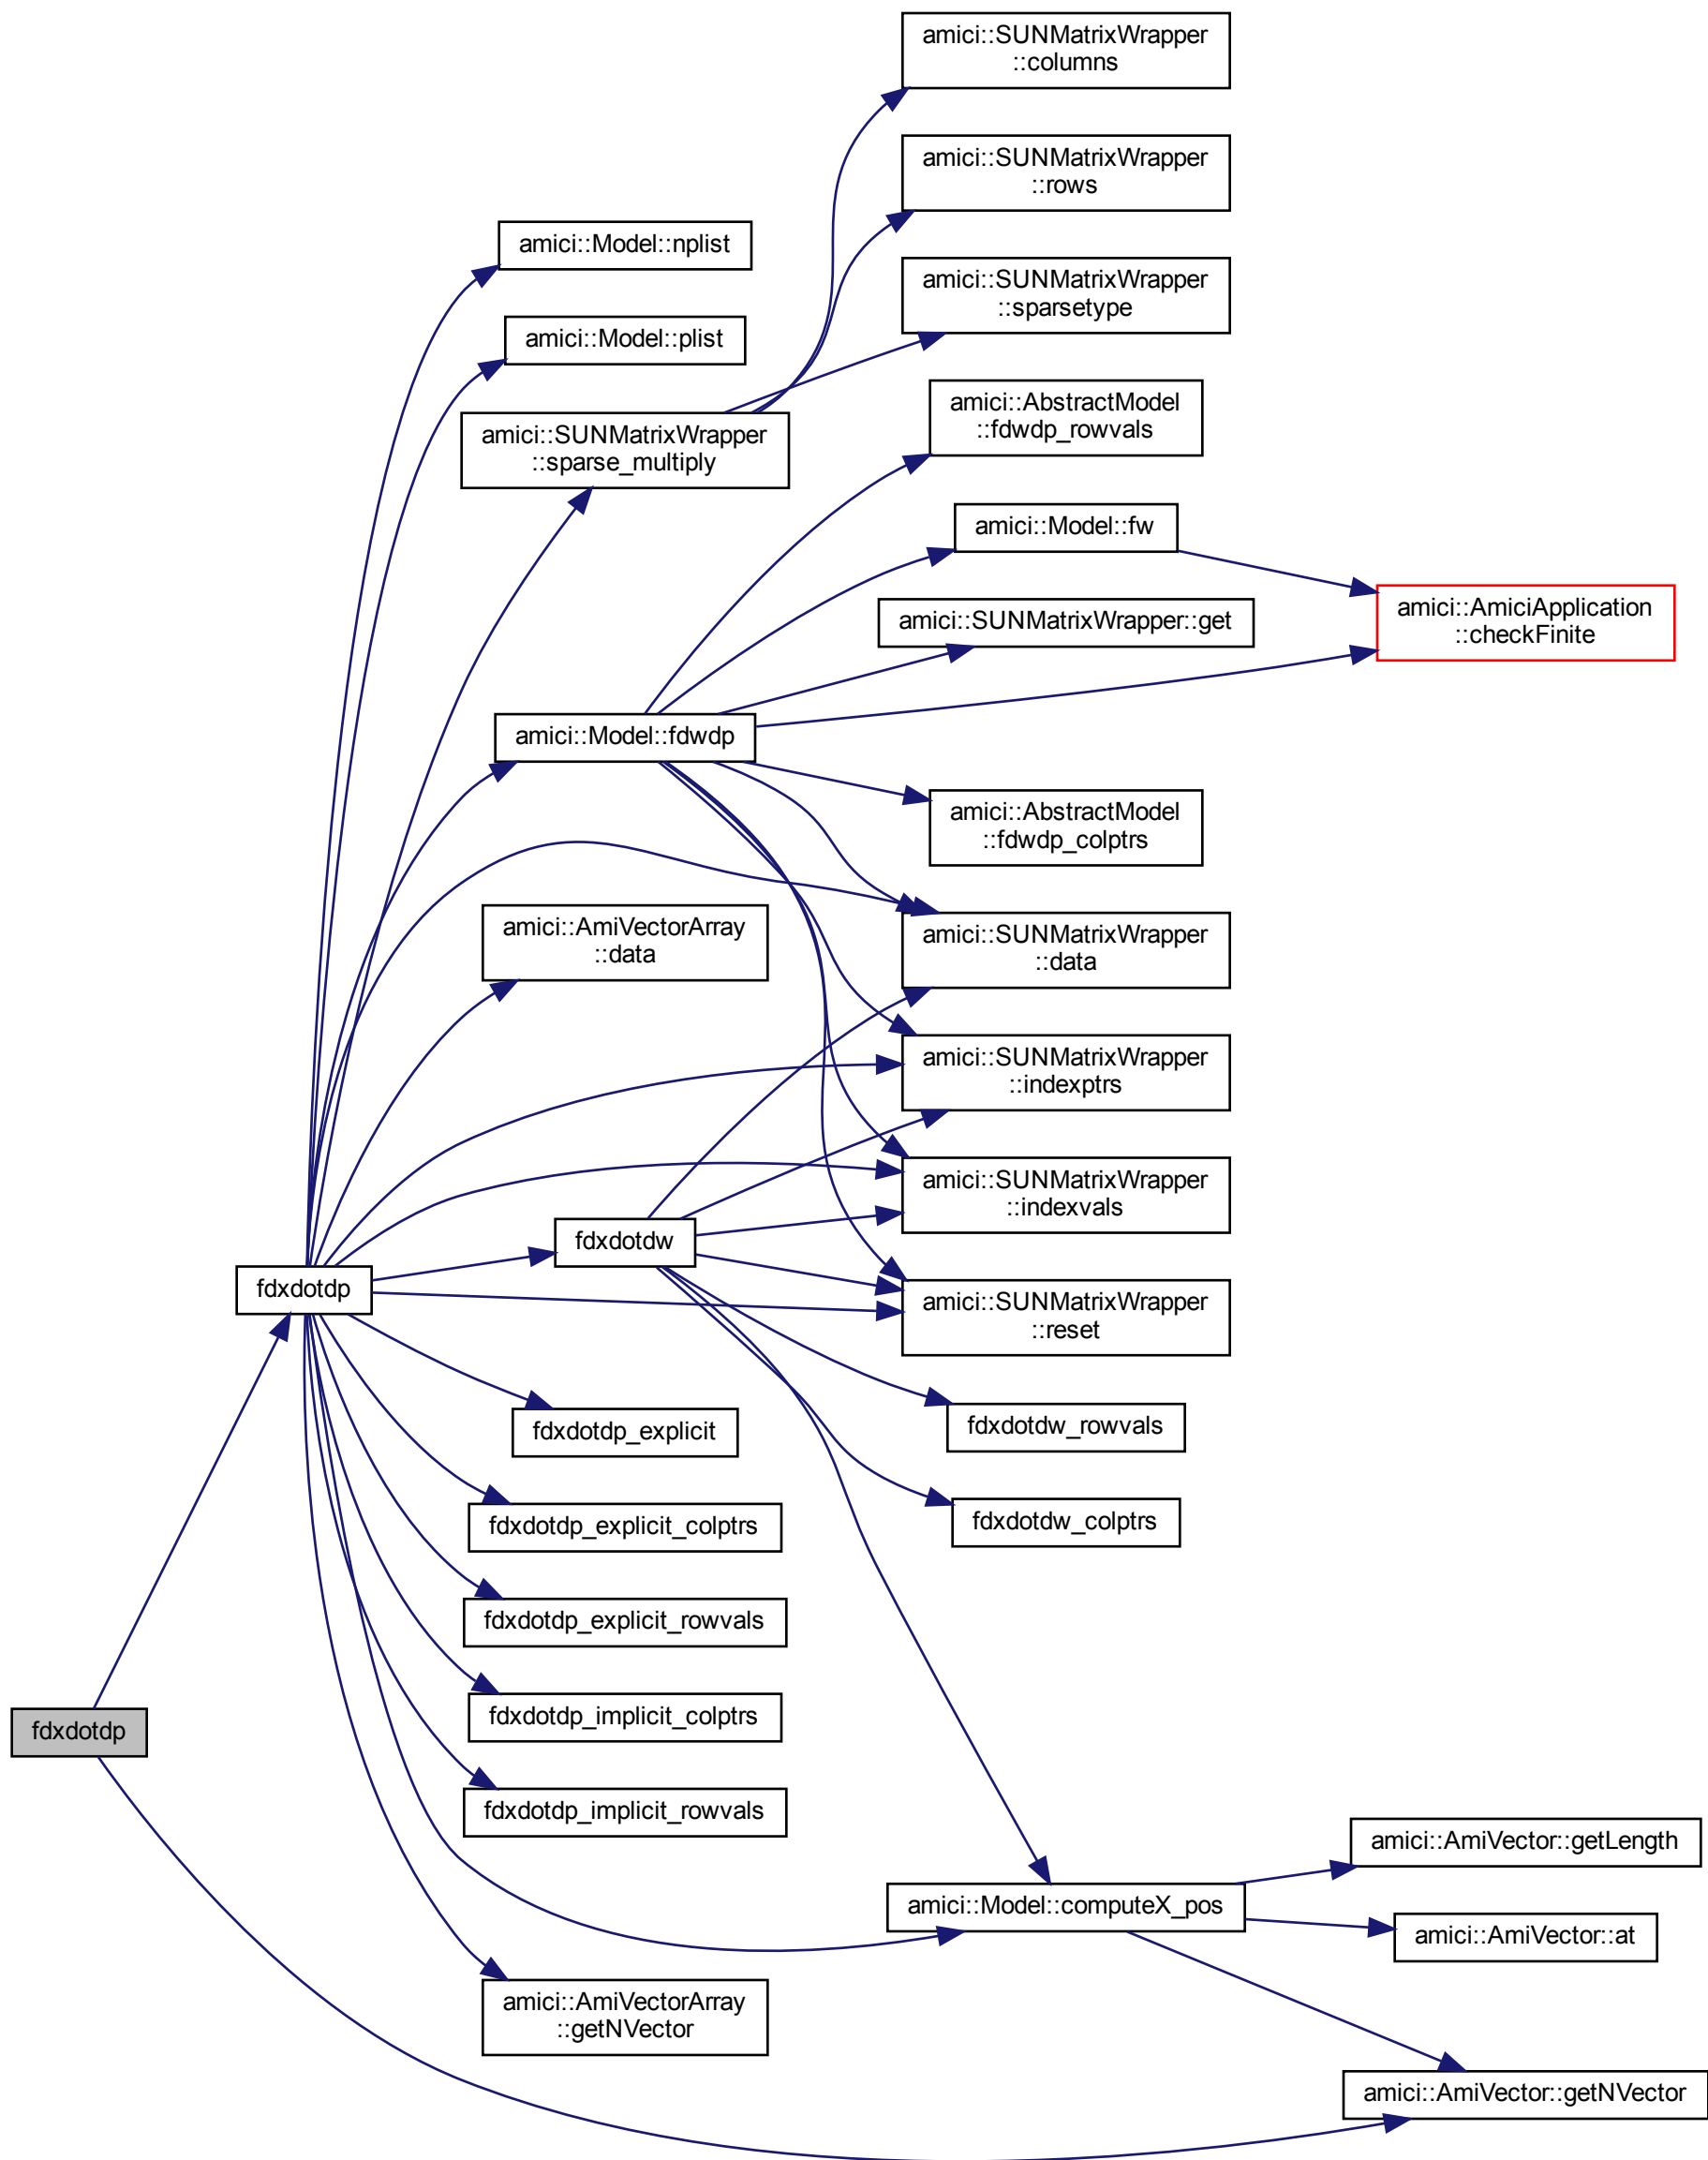 amici::SUNMatrixWrapper
::columns
amici::SUNMatrixWrapper
::rows
amici::Model::nplist
amici::SUNMatrixWrapper
::sparsetype
amici::Model::plist
amici::AbstractModel
::fdwdp_rowvals
amici::SUNMatrixWrapper
::sparse_multiply
amici::Model::fw
amici::AmiciApplication
::checkFinite
amici::SUNMatrixWrapper::get
amici::Model::fdwdp
amici::AbstractModel
::fdwdp_colptrs
amici::AmiVectorArray
::data
amici::SUNMatrixWrapper
::data
amici::SUNMatrixWrapper
::indexptrs
amici::SUNMatrixWrapper
::indexvals
fdxdotdw
fdxdotdp
amici::SUNMatrixWrapper
::reset
fdxdotdp_explicit
fdxdotdw_rowvals
fdxdotdp_explicit_colptrs
fdxdotdw_colptrs
fdxdotdp_explicit_rowvals
fdxdotdp_implicit_colptrs
fdxdotdp
fdxdotdp_implicit_rowvals
amici::AmiVector::getLength
amici::Model::computeX_pos
amici::AmiVector::at
amici::AmiVectorArray
::getNVector
amici::AmiVector::getNVector